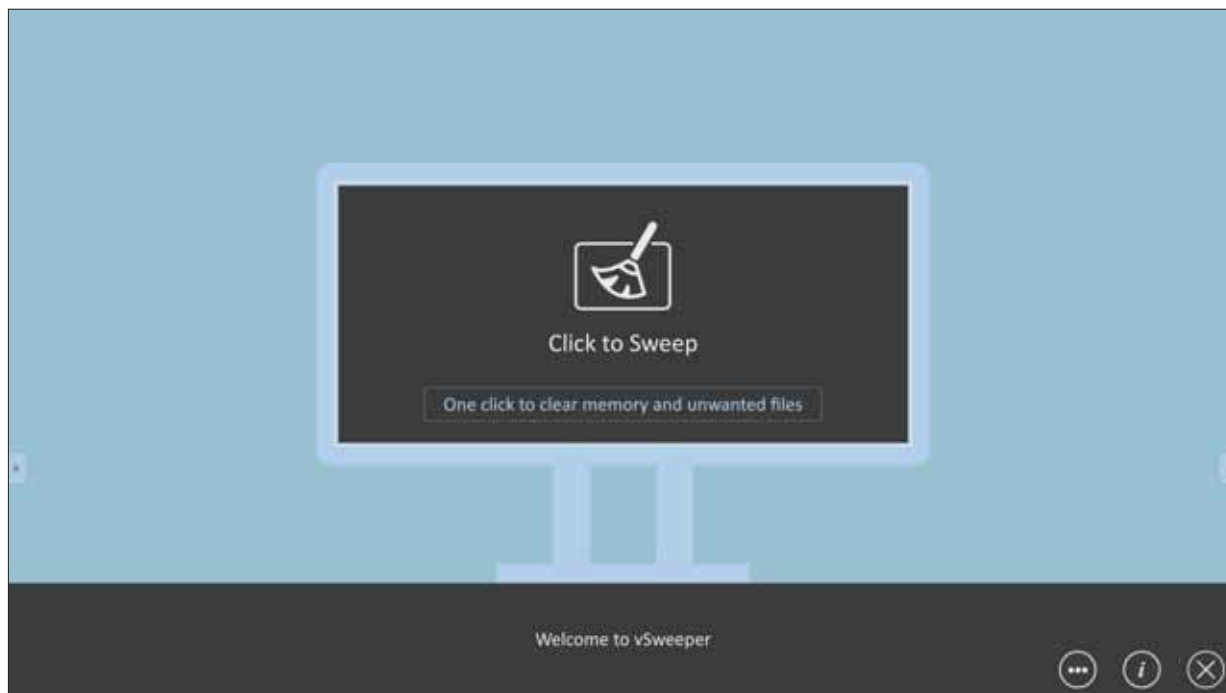 Click to Sweep
One click to clear memory and unwanted files
Welcome to vSweeper
i